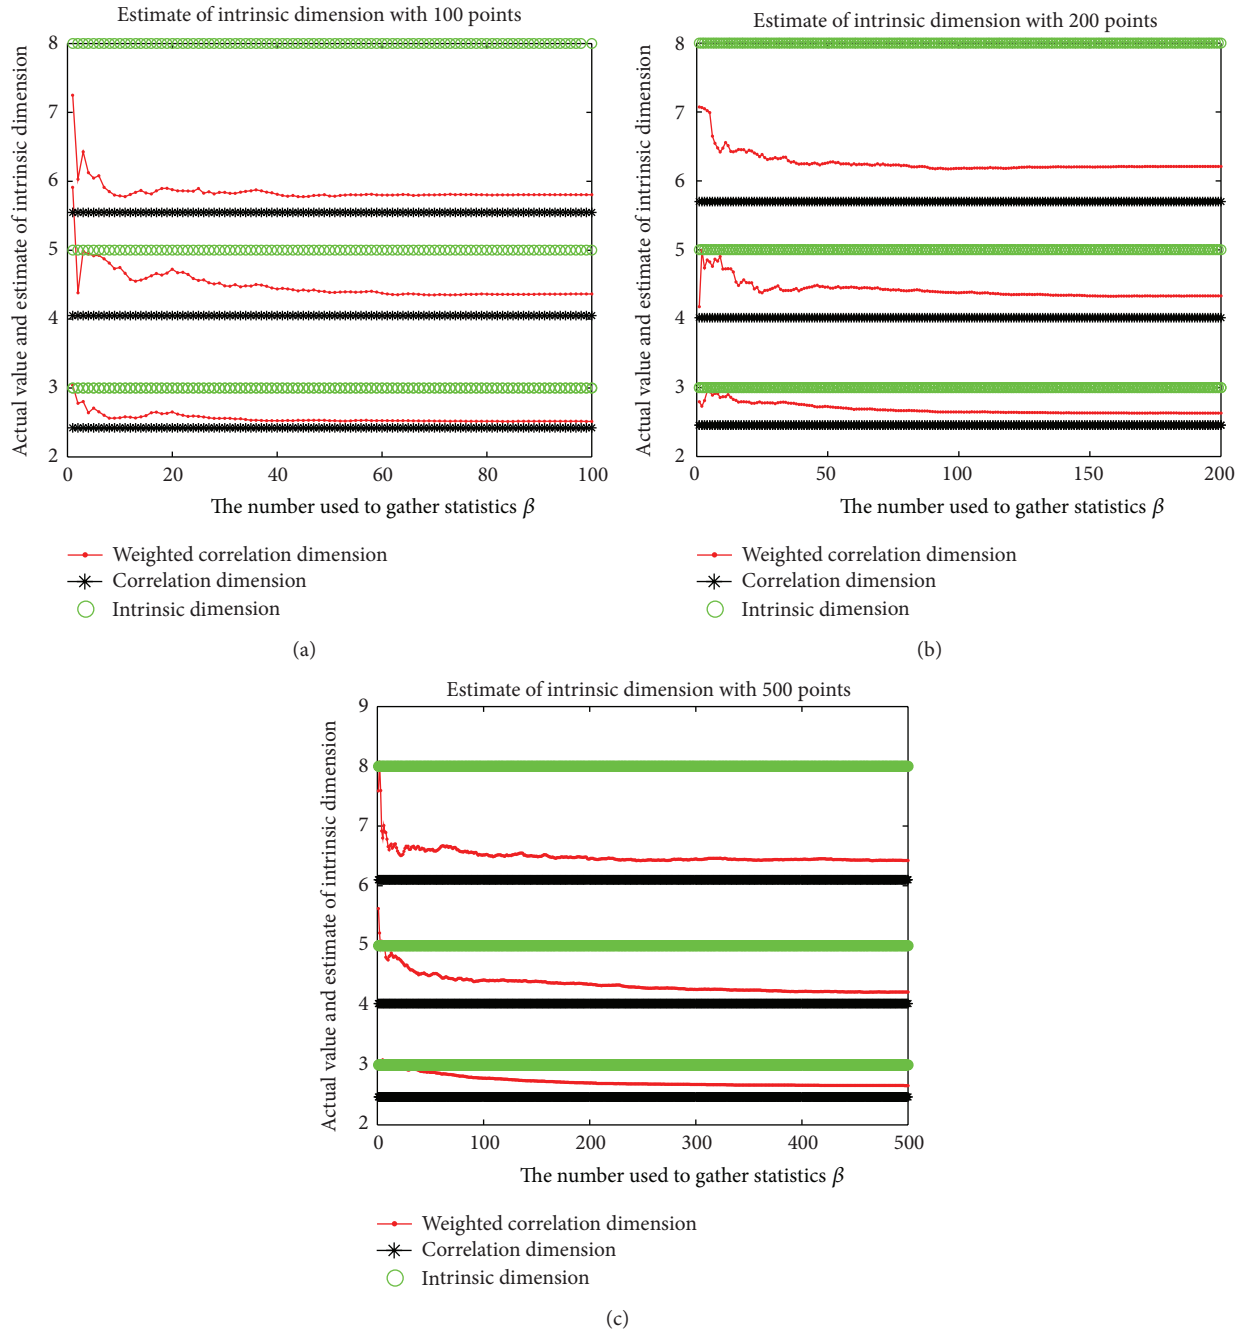 Estimate of intrinsic dimension with 100 points
Actual value and estimate of intrinsic dimension
8
7
6
5
4
3
2
0 20 40 60 80 100
The number used to gather statistics β
Weighted correlation dimension
Correlation dimension
Intrinsic dimension
(a)
Estimate of intrinsic dimension with 200 points
Actual value and estimate of intrinsic dimension
8
7
6
5
4
3
2
0 50 100 150 200
The number used to gather statistics β
Weighted correlation dimension
Correlation dimension
Intrinsic dimension
(b)
Estimate of intrinsic dimension with 500 points
Actual value and estimate of intrinsic dimension
9
8
7
6
5
4
3
2
0 100 200 300 400 500
The number used to gather statistics β
Weighted correlation dimension
Correlation dimension
Intrinsic dimension
(c)